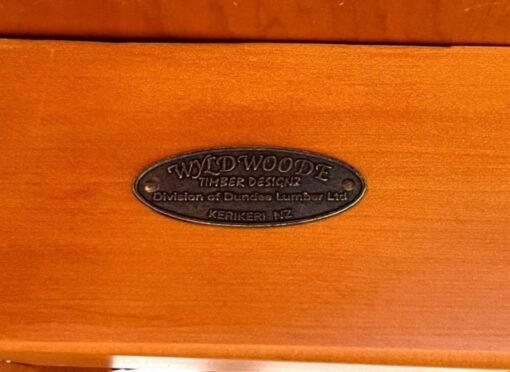 WYLDWOODE
TIMBER DESIGNZ
Division of Dundas Lumber Ltd
KERIKERI NZ